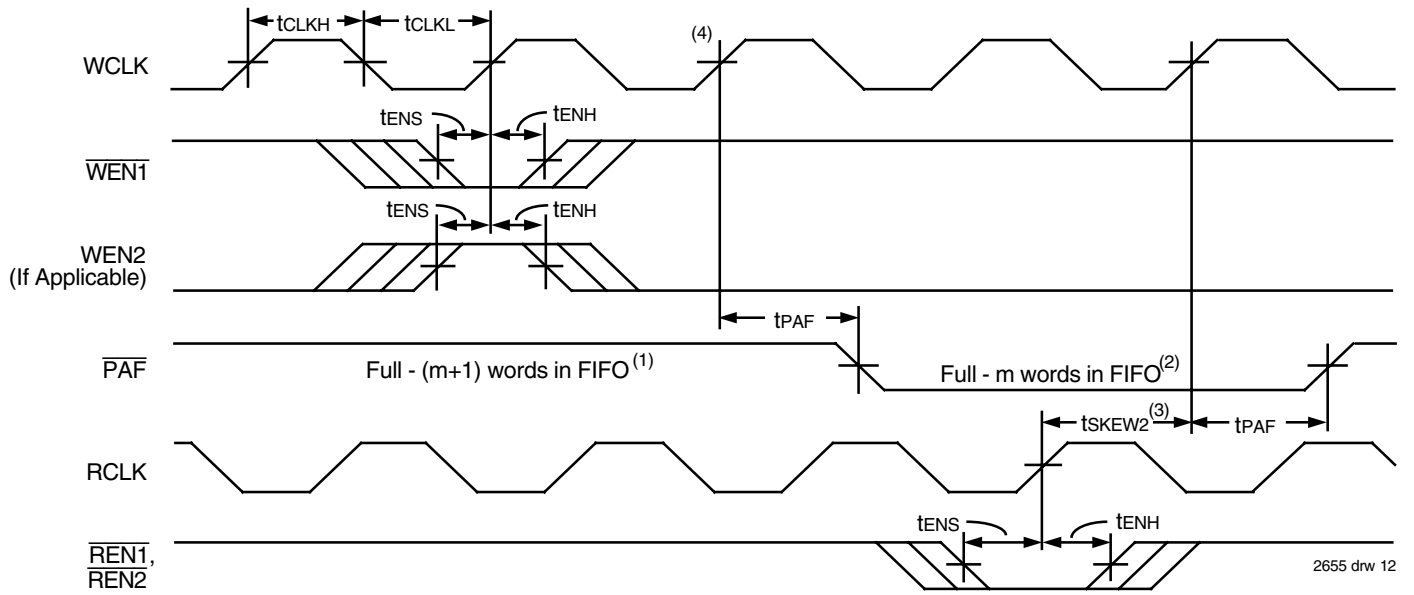 tCLKH tCLKL
(4)
WCLK
tENS tENH
WEN1
tENS tENH
WEN2
(If Applicable)
tPAF
PAF
Full - (m+1) words in FIFO(1)
Full - m words in FIFO(2)
tSKEW2(3)
tPAF
RCLK
tENS tENH
REN1,
REN2
2655 drw 12